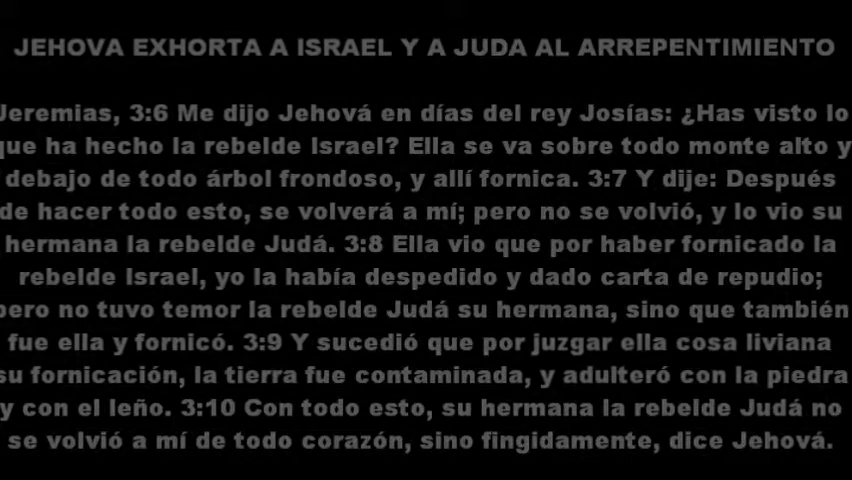 JEHOVA EXHORTA A ISRAEL Y A JUDA AL ARREPENTIMIENTO
Jeremias, 3:6 Me dijo Jehová en días del rey Josías: ¿Has visto lo
que ha hecho la rebelde Israel? Ella se va sobre todo monte alto y
debajo de todo árbol frondoso, y allí fornica. 3:7 Y dije: Después
de hacer todo esto, se volverá a mí; pero no se volvió, y lo vio su
hermana la rebelde Judá. 3:8 Ella vio que por haber fornicado la
rebelde Israel, yo la había despedido y dado carta de repudio;
pero no tuvo temor la rebelde Judá su hermana, sino que también
fue ella y fornicó. 3:9 Y sucedió que por juzgar ella cosa liviana
su fornicación, la tierra fue contaminada, y adulteró con la piedra
y con el leño. 3:10 Con todo esto, su hermana la rebelde Judá no
se volvió a mí de todo corazón, sino fingidamente, dice Jehová.